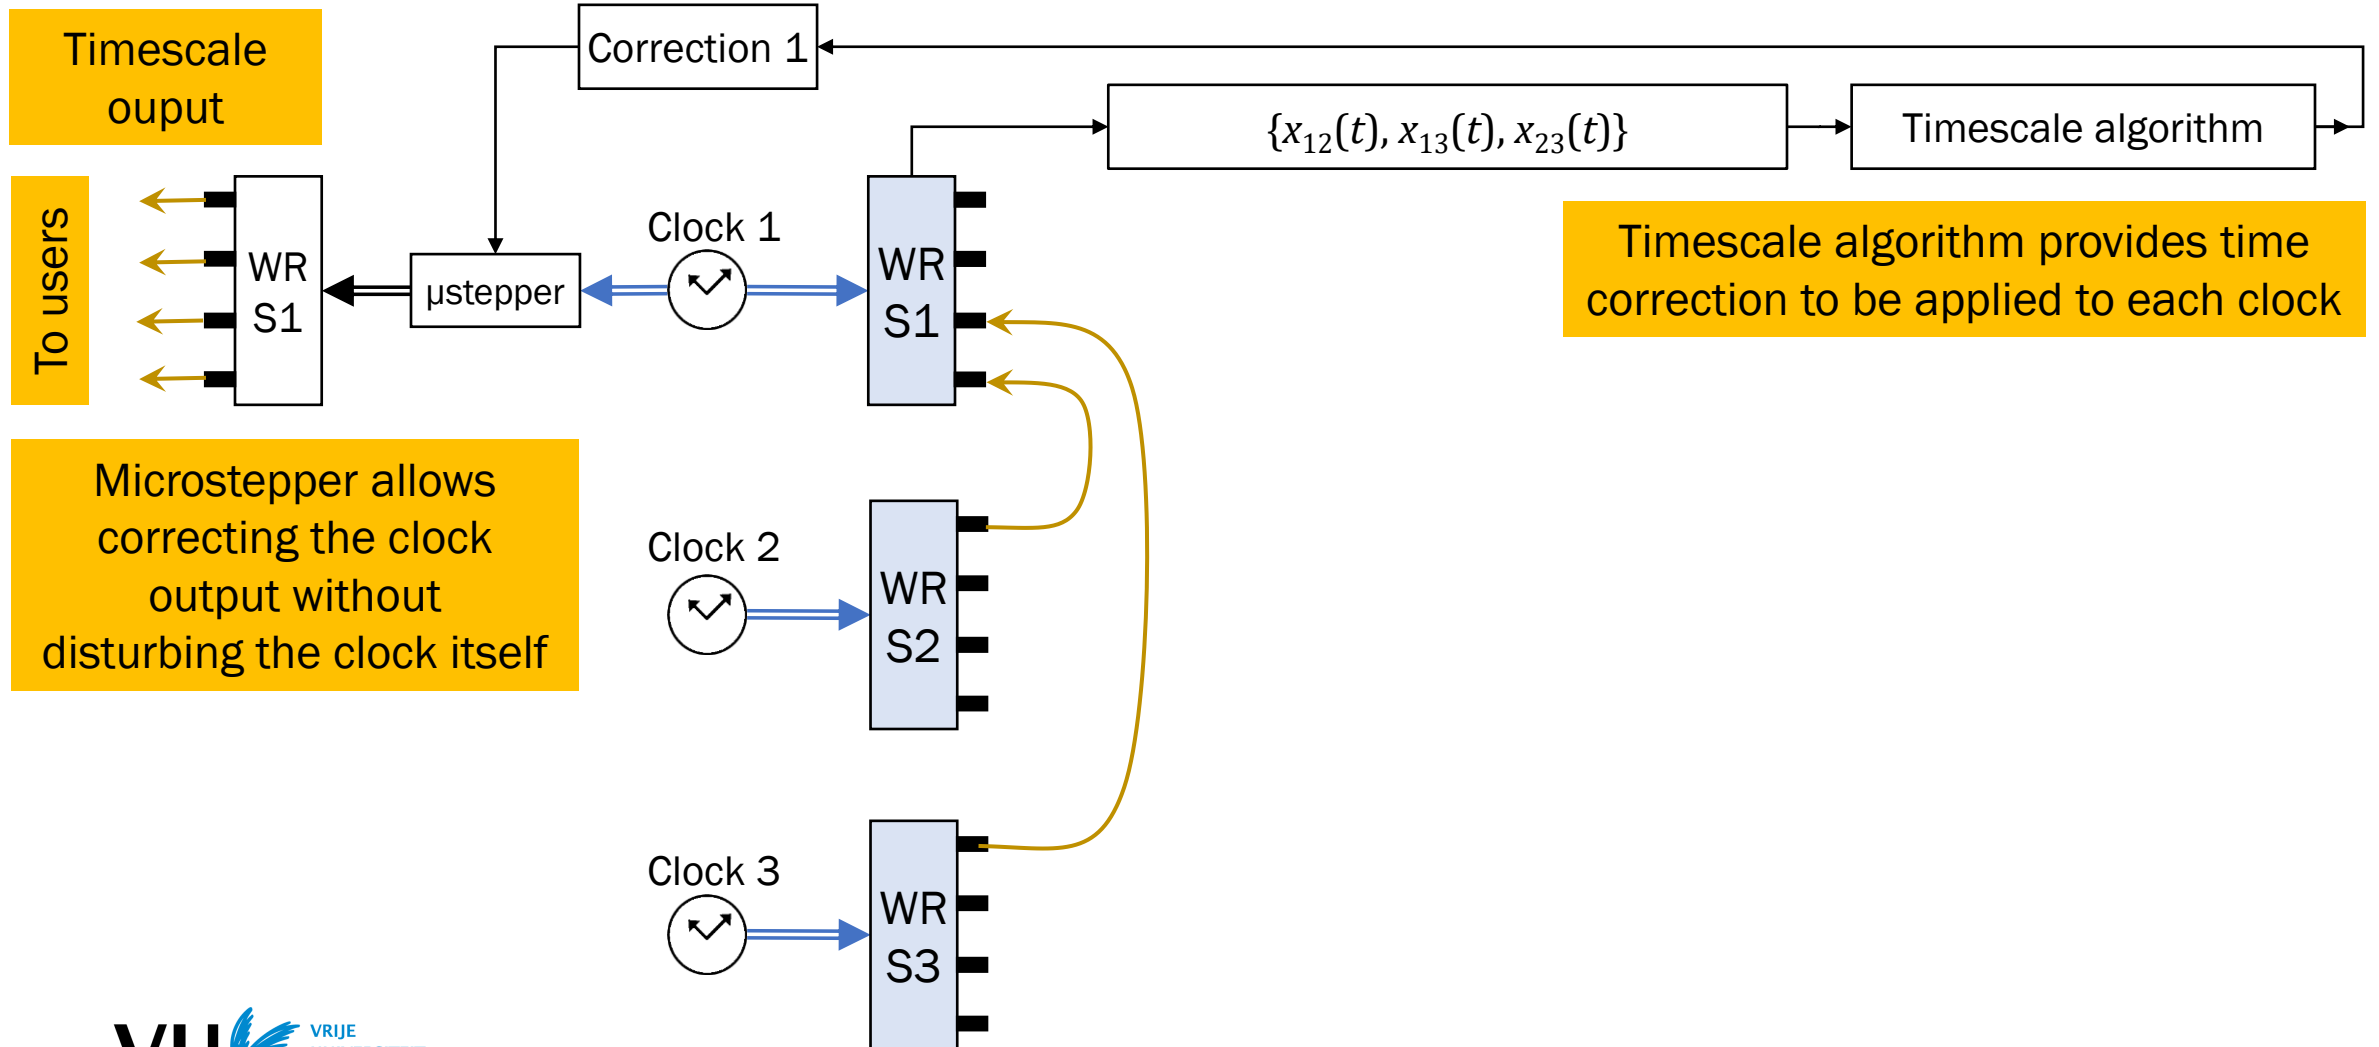 Timescale
ouput
Correction 1
{x₁₂(t), x₁₃(t), x₂₃(t)}
Timescale algorithm
To users
WR
S1
µstepper
Clock 1
WR
S1
Timescale algorithm provides time
correction to be applied to each clock
Microstepper allows
correcting the clock
output without
disturbing the clock itself
Clock 2
WR
S2
Clock 3
WR
S3
VU
VRIJE